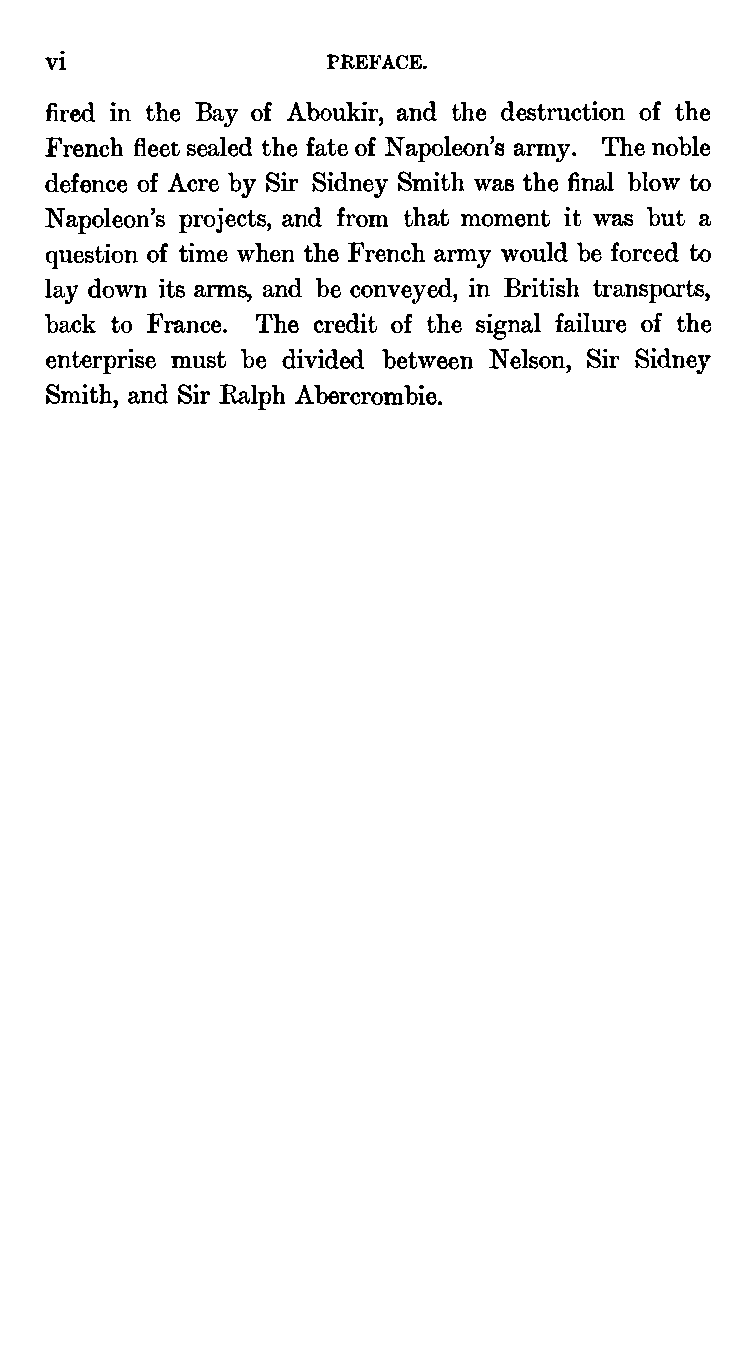 vi PREFACE.
fired in the Bay of Aboukir, and the destruction of the
French fleet sealed the fate of Napoleon's army. The noble
defence of Acre by Sir Sidney Smith was the final blow to
Napoleon's projects, and from that moment it was but a
question of time when the French army would be forced to
lay down its arms, and be conveyed, in British transports,
back to France. The credit of the signal failure of the
enterprise must be divided between Nelson, Sir Sidney
Smith, and Sir Ralph Abercrombie.